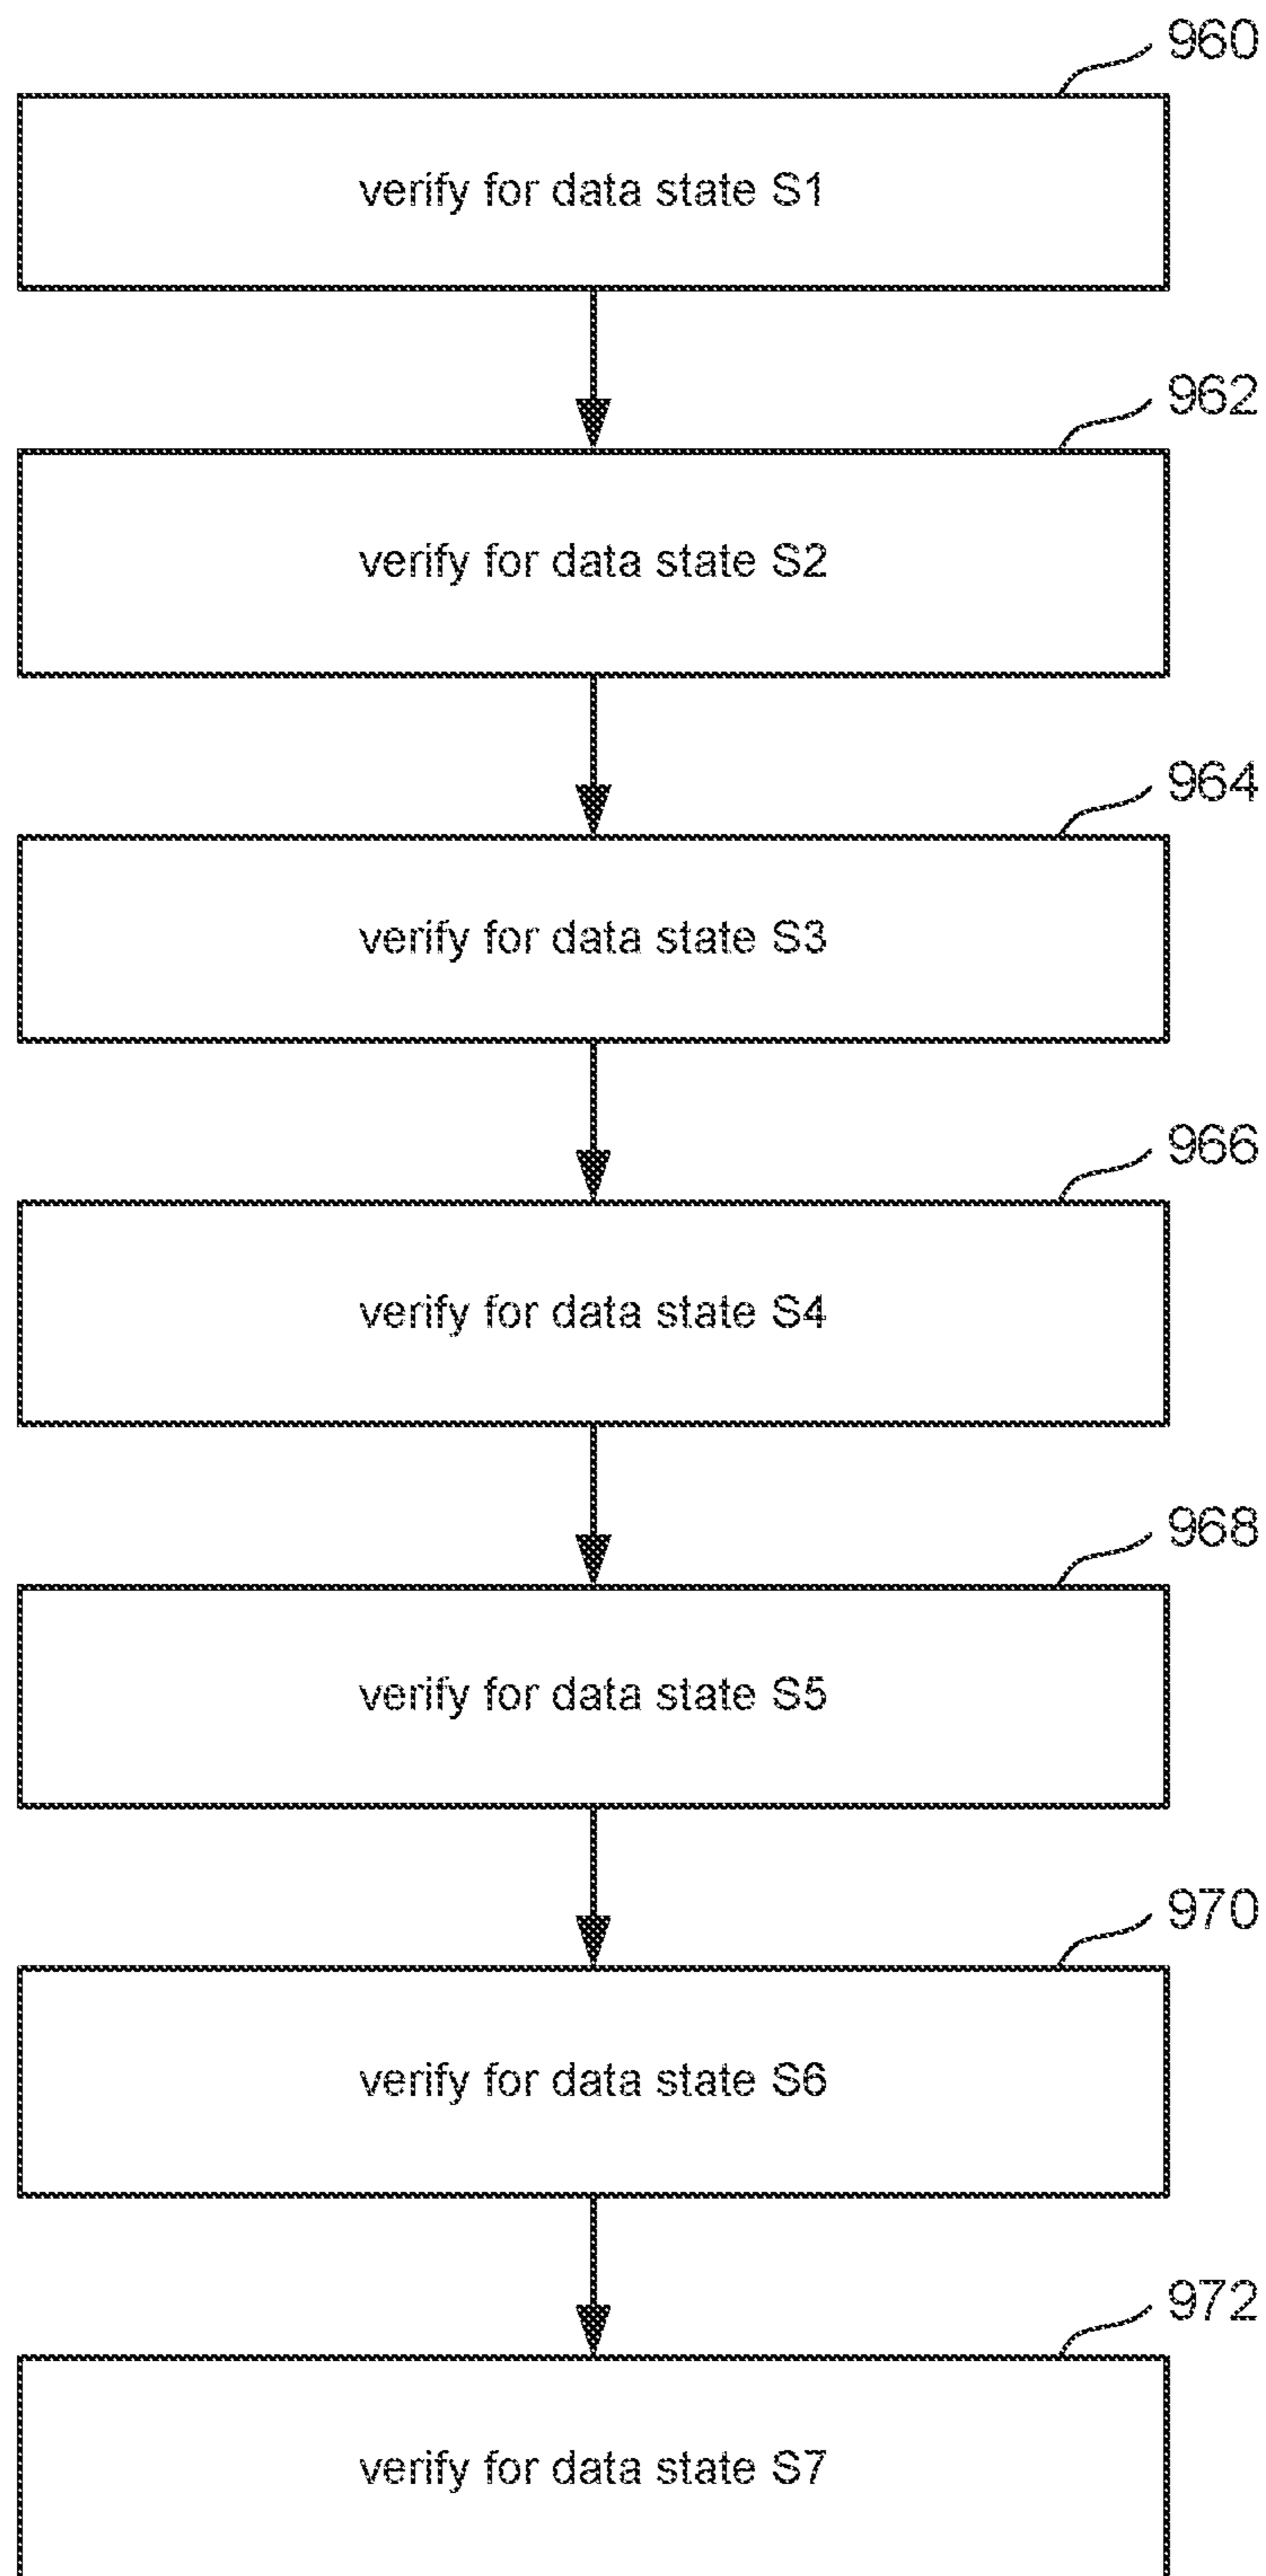 960
verify for data state S1
962
verify for data state S2
964
verify for data state S3
966
verify for data state S4
968
verify for data state S5
970
verify for data state S6
972
verify for data state S7